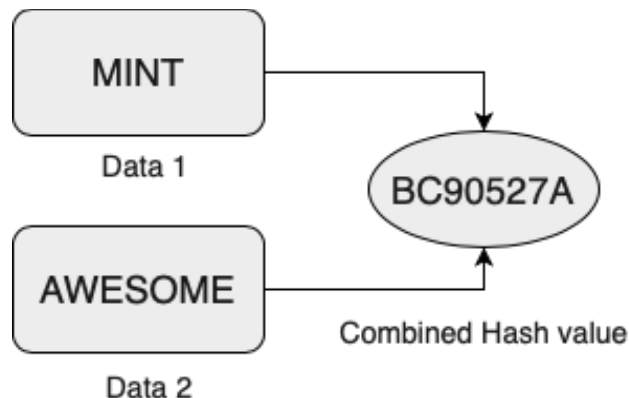 MINT
Data 1
BC90527A
AWESOME
Combined Hash value
Data 2